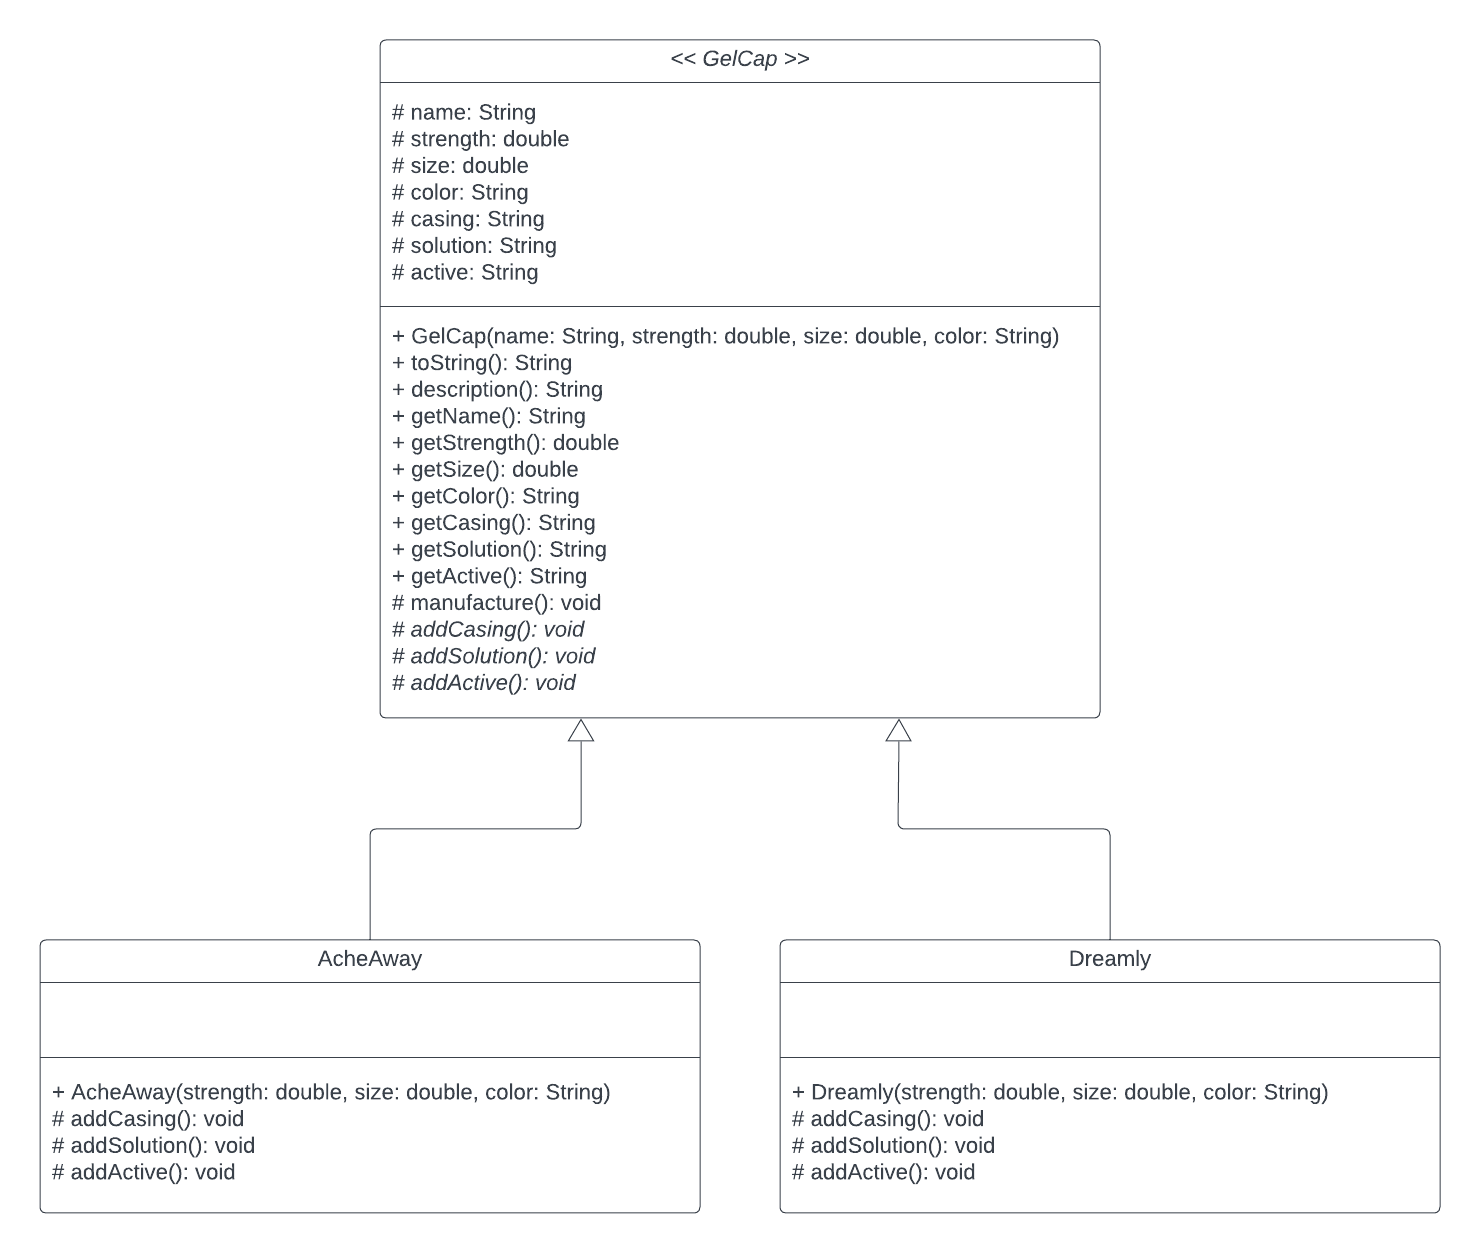 << GelCap >>
# name: String
# strength: double
# size: double
# color: String
# casing: String
# solution: String
# active: String
+ GelCap(name: String, strength: double, size: double, color: String)
+ toString(): String
+ description(): String
+ getName(): String
+ getStrength(): double
+ getSize(): double
+ getColor(): String
+ getCasing(): String
+ getSolution(): String
+ getActive(): String
# manufacture(): void
# addCasing(): void
# addSolution(): void
# addActive(): void
AcheAway
+ AcheAway(strength: double, size: double, color: String)
# addCasing(): void
# addSolution(): void
# addActive(): void
Dreamly
+ Dreamly(strength: double, size: double, color: String)
# addCasing(): void
# addSolution(): void
# addActive(): void